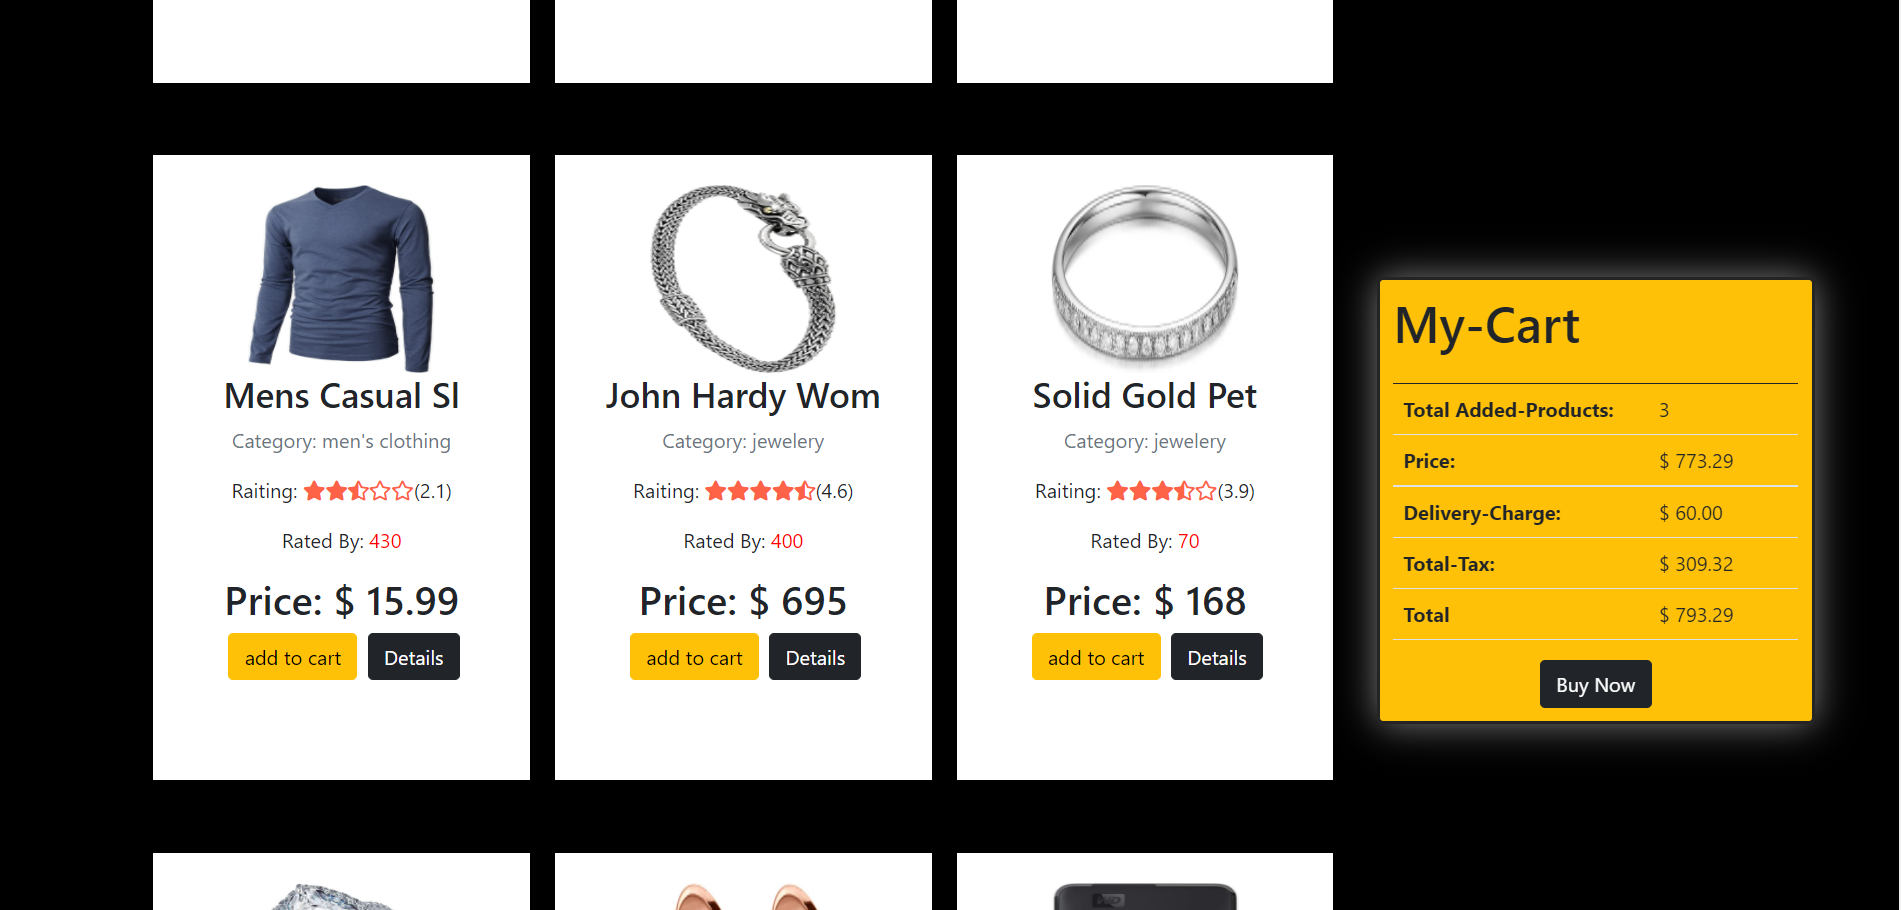 Mens Casual Sl
Category: men's clothing
Raiting: (2.1)
Rated By: 430
Price: $ 15.99
add to cart
Details
John Hardy Wom
Category: jewelery
Raiting: (4.6)
Rated By: 400
Price: $ 695
add to cart
Details
Solid Gold Pet
Category: jewelery
Raiting: (3.9)
Rated By: 70
Price: $ 168
add to cart
Details
My-Cart
Total Added-Products: 3
Price: $ 773.29
Delivery-Charge: $ 60.00
Total-Tax: $ 309.32
Total $ 793.29
Buy Now